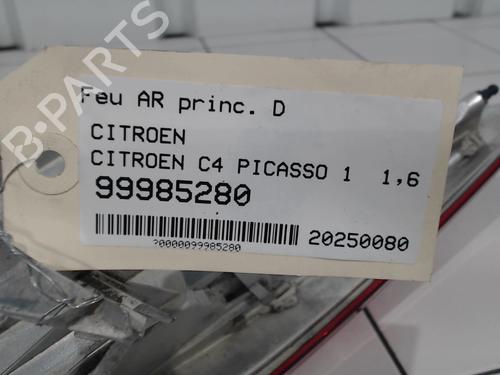 B-PARTS
Feu AR princ. D
CITROEN
CITROEN C4 PICASSO 1 1,6
99985280
20250080
?0000099985280